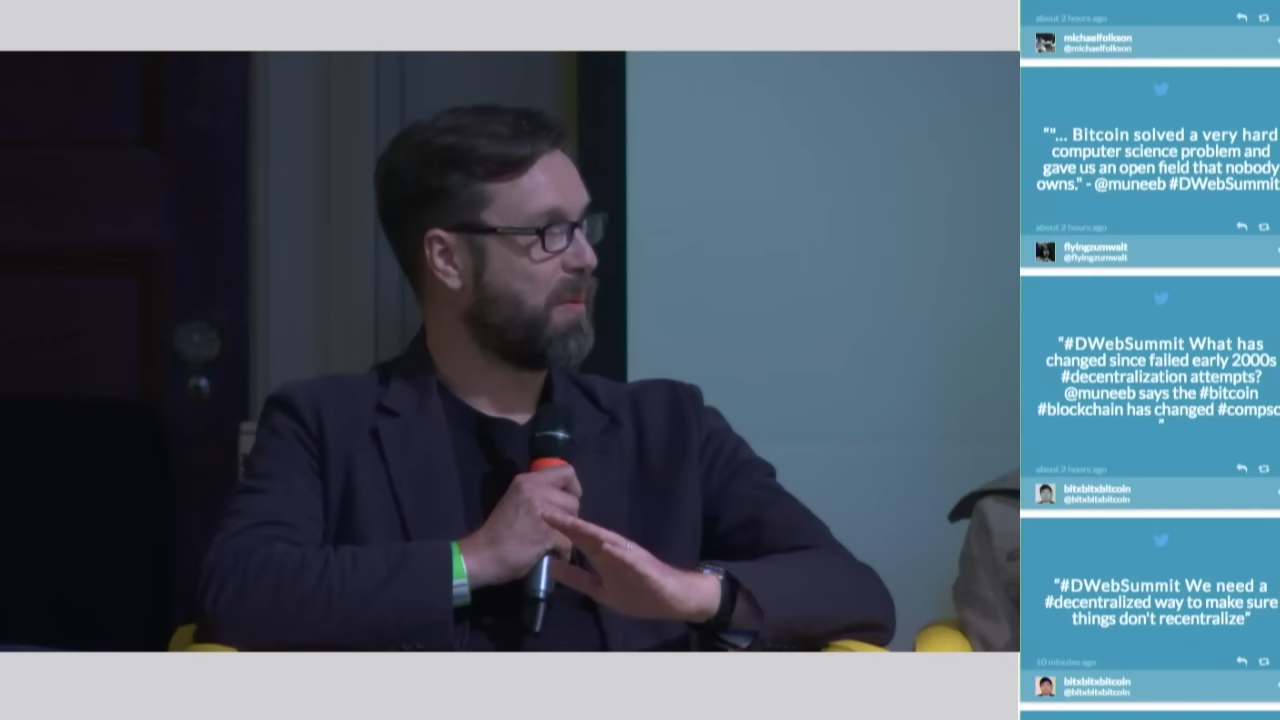 about 2 hours ago
michaelfolkson
@michaelfolkson
"“... Bitcoin solved a very hard
computer science problem and
gave us an open field that nobody
owns." - @muneeb #DWebSummit
about 2 hours ago
flyingzumwalt
@flyingzumwalt
"#DWebSummit What has
changed since failed early 2000s
#decentralization attempts?
@muneeb says the #bitcoin
#blockchain has changed #compsc
"
about 2 hours ago
bitxbitxbitcoin
@bitxbitxbitcoin
"#DWebSummit We need a
#decentralized way to make sure
things don't recentralize"
10 minutes ago
bitxbitxbitcoin
@bitxbitxbitcoin